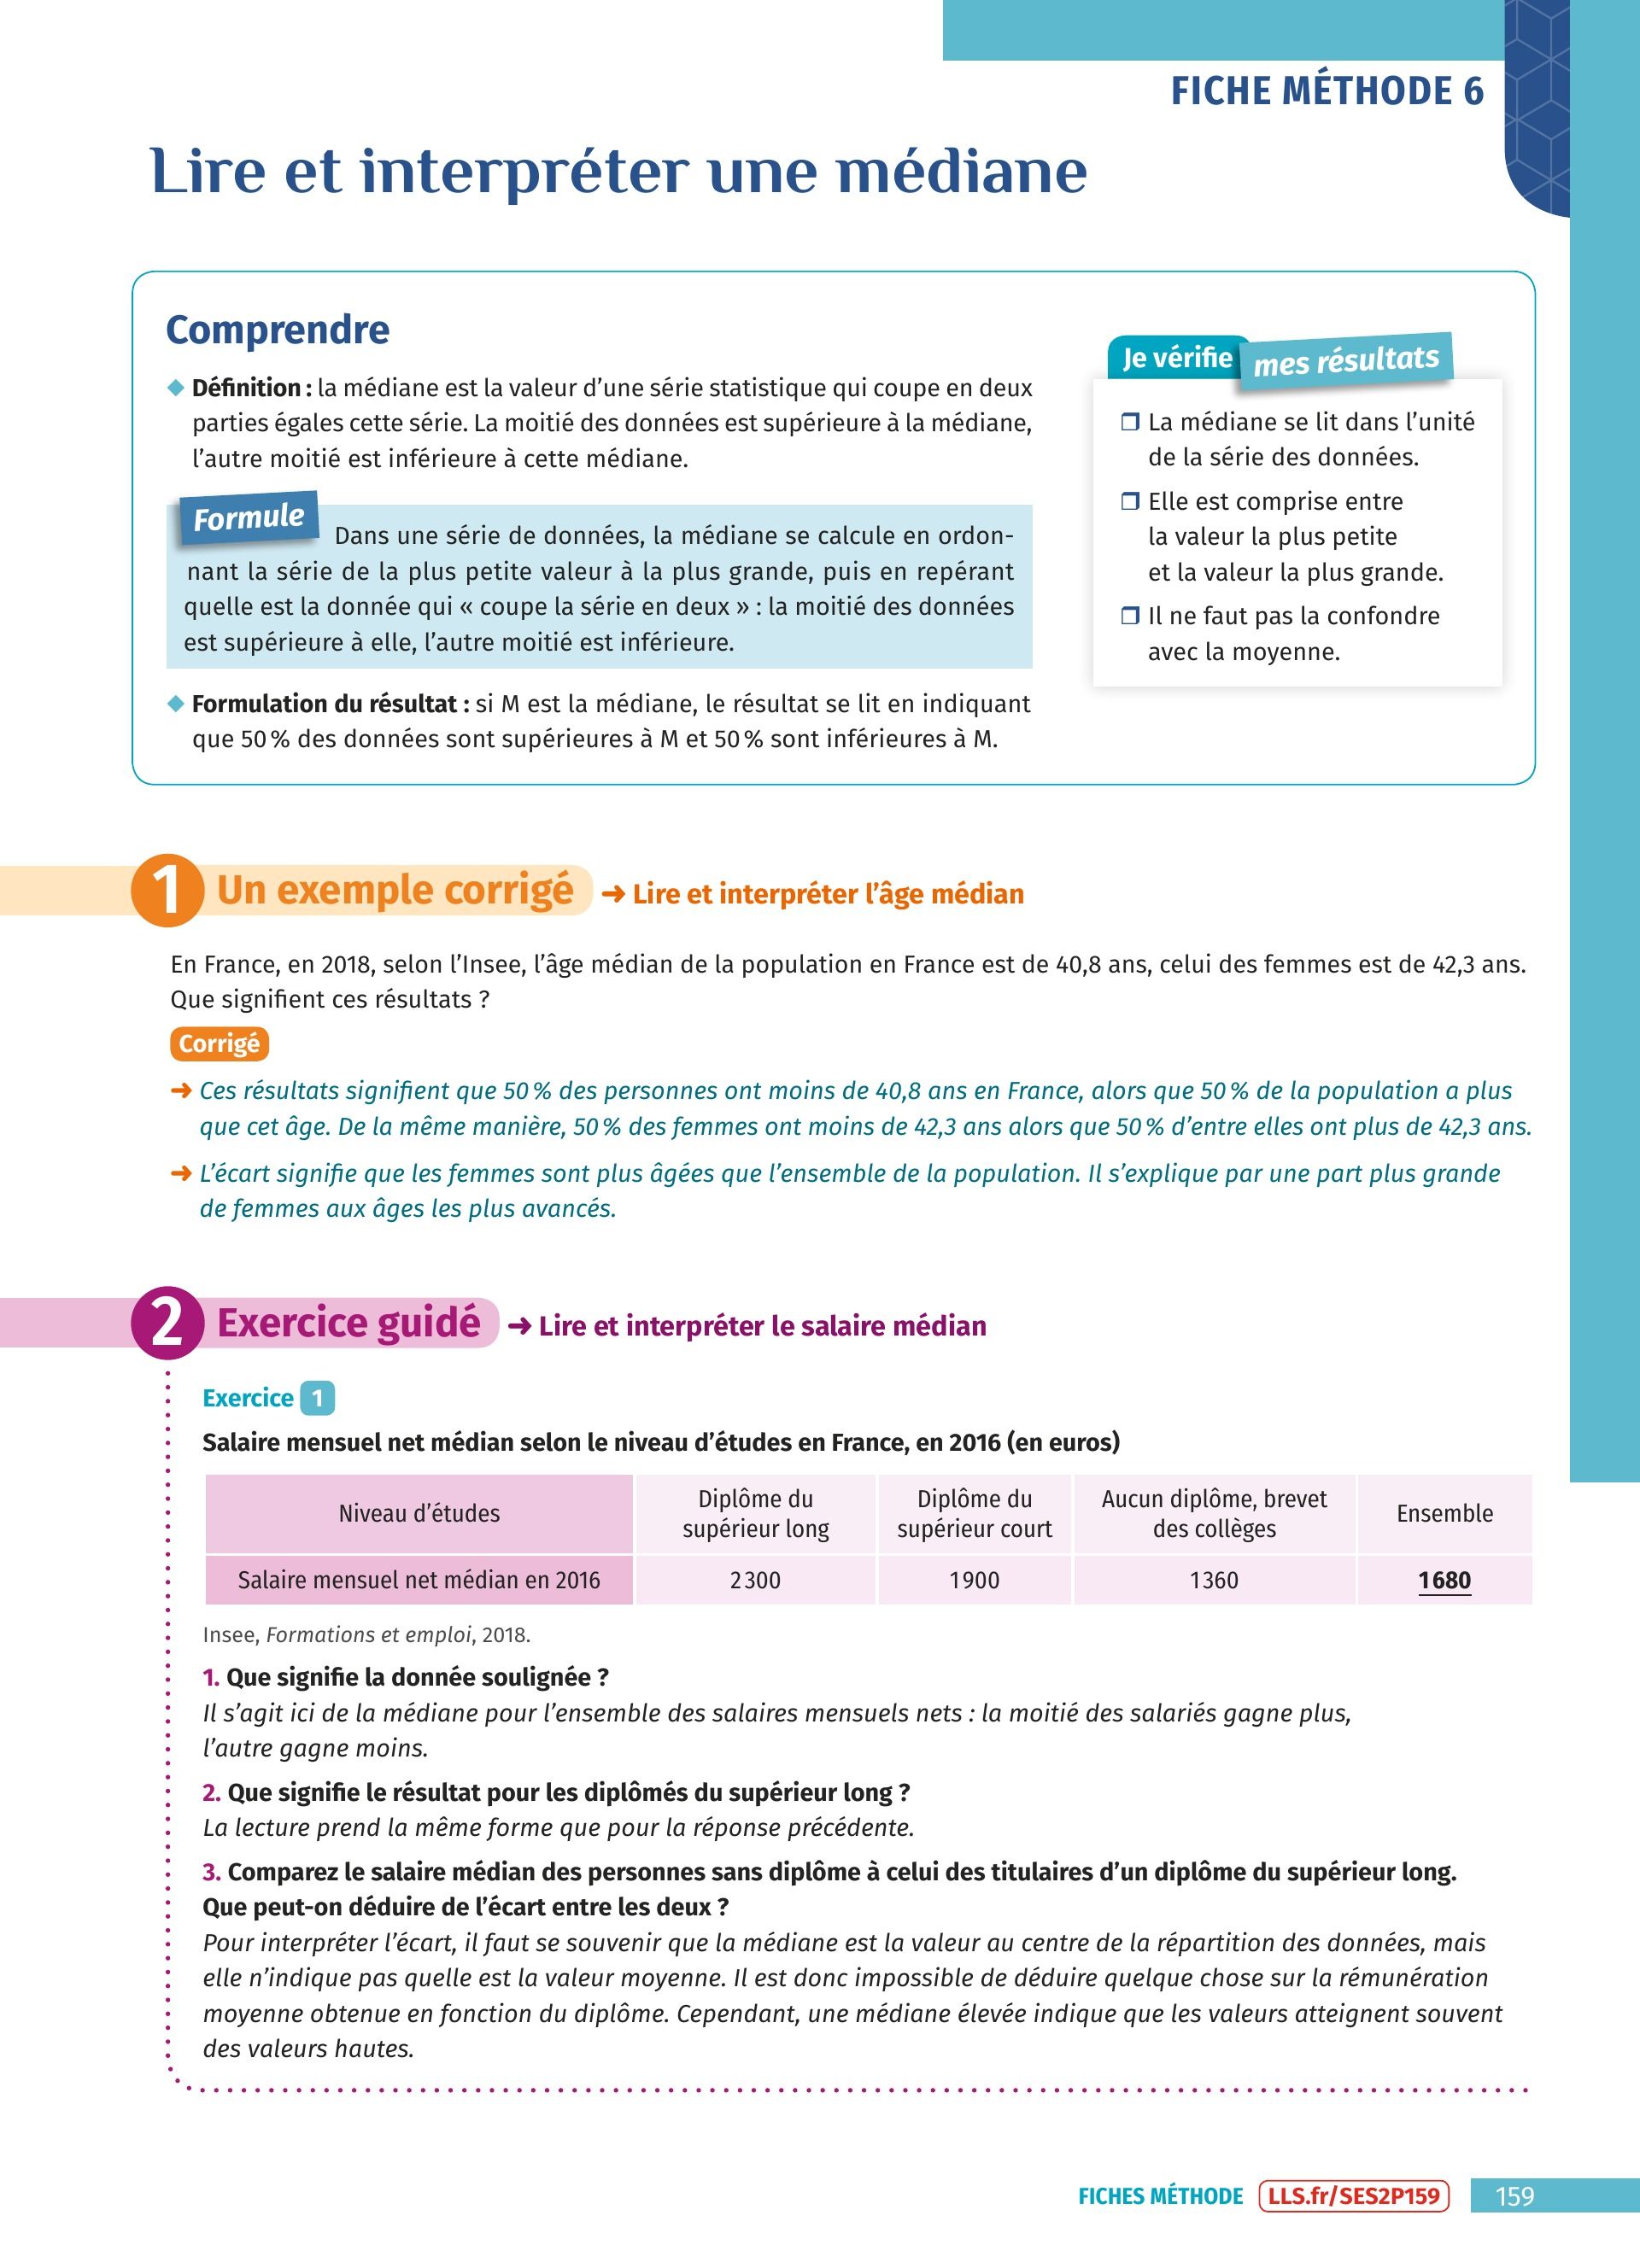 FICHE MÉTHODE 6
Lire et interpréter une médiane
Comprendre
◆ Définition : la médiane est la valeur d’une série statistique qui coupe en deux
parties égales cette série. La moitié des données est supérieure à la médiane,
l’autre moitié est inférieure à cette médiane.
Formule
Dans une série de données, la médiane se calcule en ordon-
nant la série de la plus petite valeur à la plus grande, puis en repérant
quelle est la donnée qui « coupe la série en deux » : la moitié des données
est supérieure à elle, l’autre moitié est inférieure.
◆ Formulation du résultat : si M est la médiane, le résultat se lit en indiquant
que 50 % des données sont supérieures à M et 50 % sont inférieures à M.
Je vérifie mes résultats
❐ La médiane se lit dans l’unité
de la série des données.
❐ Elle est comprise entre
la valeur la plus petite
et la valeur la plus grande.
❐ Il ne faut pas la confondre
avec la moyenne.
1 Un exemple corrigé ➜ Lire et interpréter l’âge médian
En France, en 2018, selon l’Insee, l’âge médian de la population en France est de 40,8 ans, celui des femmes est de 42,3 ans.
Que signifient ces résultats ?
Corrigé
➜ Ces résultats signifient que 50 % des personnes ont moins de 40,8 ans en France, alors que 50 % de la population a plus
que cet âge. De la même manière, 50 % des femmes ont moins de 42,3 ans alors que 50 % d’entre elles ont plus de 42,3 ans.
➜ L’écart signifie que les femmes sont plus âgées que l’ensemble de la population. Il s’explique par une part plus grande
de femmes aux âges les plus avancés.
2 Exercice guidé ➜ Lire et interpréter le salaire médian
Exercice 1
Salaire mensuel net médian selon le niveau d’études en France, en 2016 (en euros)
Niveau d’études
Diplôme du
supérieur long
Diplôme du
supérieur court
Aucun diplôme, brevet
des collèges
Ensemble
Salaire mensuel net médian en 2016 2 300 1 900 1 360 1 680
Insee, Formations et emploi, 2018.
1. Que signifie la donnée soulignée ?
Il s’agit ici de la médiane pour l’ensemble des salaires mensuels nets : la moitié des salariés gagne plus,
l’autre gagne moins.
2. Que signifie le résultat pour les diplômés du supérieur long ?
La lecture prend la même forme que pour la réponse précédente.
3. Comparez le salaire médian des personnes sans diplôme à celui des titulaires d’un diplôme du supérieur long.
Que peut-on déduire de l’écart entre les deux ?
Pour interpréter l’écart, il faut se souvenir que la médiane est la valeur au centre de la répartition des données, mais
elle n’indique pas quelle est la valeur moyenne. Il est donc impossible de déduire quelque chose sur la rémunération
moyenne obtenue en fonction du diplôme. Cependant, une médiane élevée indique que les valeurs atteignent souvent
des valeurs hautes.
FICHES MÉTHODE LLS.fr/SES2P159 159